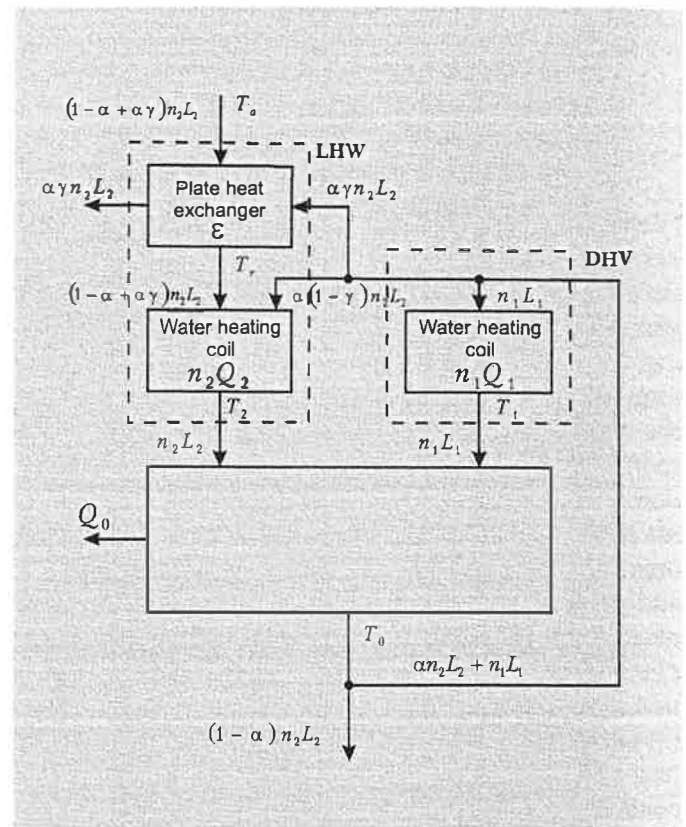 (1 - α + αγ)n₂L₂
Tₐ
LHW
αγn₂L₂
Plate heat
exchanger
ε
αγn₂L₂
DHV
Tᵣ
(1 - α + αγ)n₂L₂
α(1 - γ)n₂L₂
n₁L₁
Water heating
coil
n₂Q₂
Water heating
coil
n₁Q₁
T₂
T₁
n₂L₂
n₁L₁
Q₀
T₀
αn₂L₂ + n₁L₁
(1 - α)n₂L₂